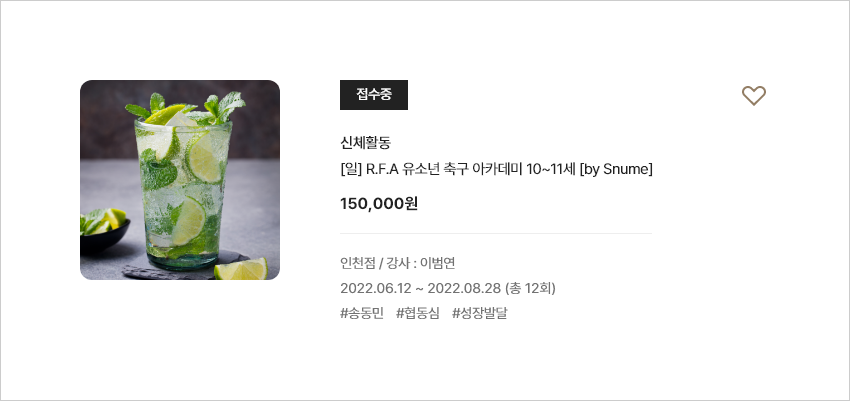 접수중
신체활동
[일] R.F.A 유소년 축구 아카데미 10~11세 [by Snume]
150,000원
인천점 / 강사 : 이범연
2022.06.12 ~ 2022.08.28 (총 12회)
#송동민 #협동심 #성장발달